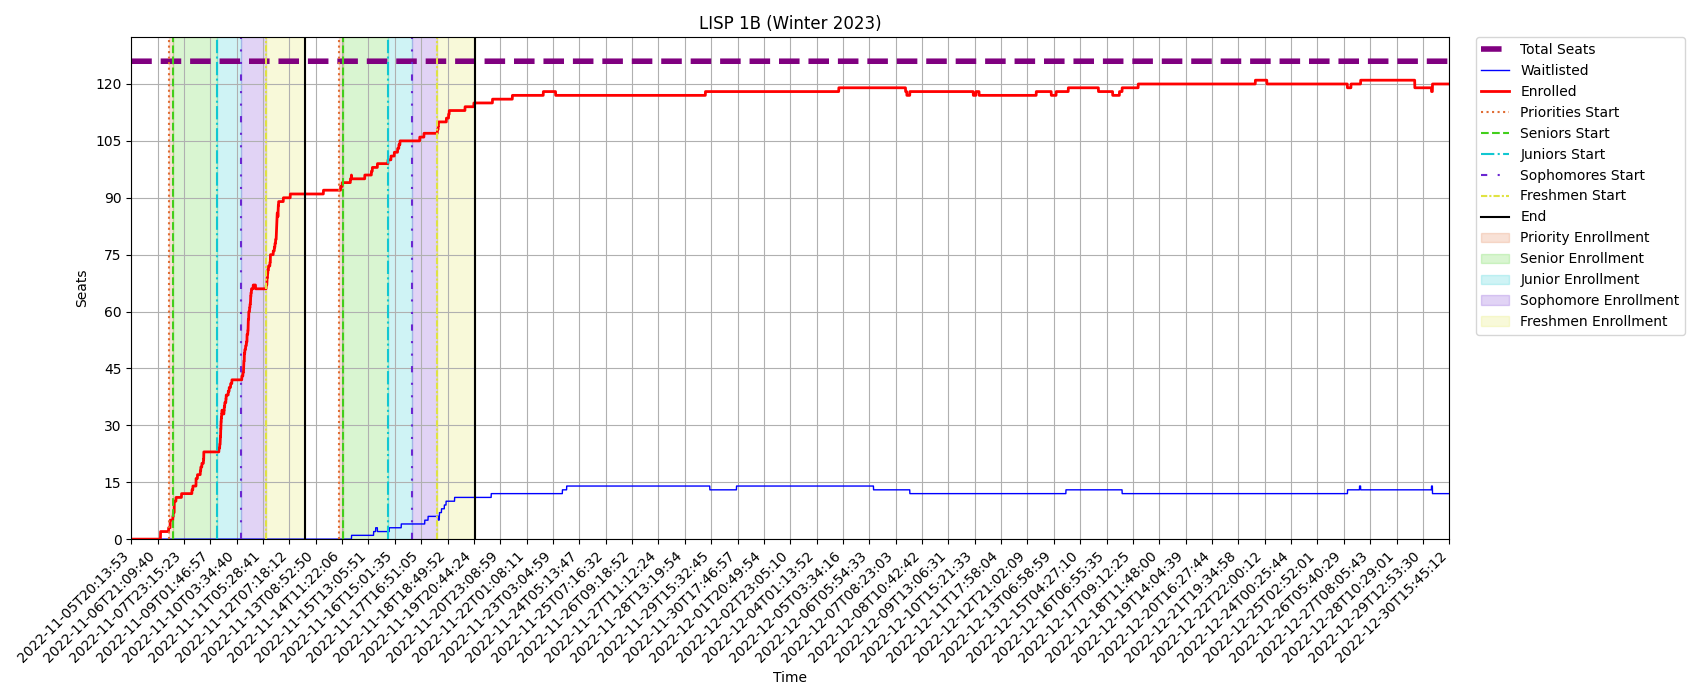 LISP 1B (Winter 2023)
Seats
120
105
90
75
60
45
30
15
0
2022-11-05T20:13:53
2022-11-06T21:09:40
2022-11-07T23:15:23
2022-11-09T01:46:57
2022-11-10T03:34:40
2022-11-11T05:28:41
2022-11-12T07:18:12
2022-11-13T08:52:50
2022-11-14T11:22:06
2022-11-15T13:05:51
2022-11-16T15:01:35
2022-11-17T16:51:05
2022-11-18T18:49:52
2022-11-19T20:44:24
2022-11-20T23:08:59
2022-11-22T01:08:11
2022-11-23T03:04:59
2022-11-24T05:13:47
2022-11-25T07:16:32
2022-11-26T09:18:52
2022-11-27T11:12:24
2022-11-28T13:19:54
2022-11-29T15:32:45
2022-11-30T17:46:57
2022-12-01T20:49:54
2022-12-02T23:05:10
2022-12-04T01:13:52
2022-12-05T03:34:16
2022-12-06T05:54:33
2022-12-07T08:23:03
2022-12-08T10:42:42
2022-12-09T13:06:31
2022-12-10T15:21:33
2022-12-11T17:58:04
2022-12-12T21:02:09
2022-12-13T06:58:59
2022-12-15T04:27:10
2022-12-16T06:55:35
2022-12-17T09:12:25
2022-12-18T11:48:00
2022-12-19T14:04:39
2022-12-20T16:27:44
2022-12-21T19:34:58
2022-12-22T22:00:12
2022-12-24T00:25:44
2022-12-25T02:52:01
2022-12-26T05:40:29
2022-12-27T08:05:43
2022-12-28T10:29:01
2022-12-29T12:53:30
2022-12-30T15:45:12
Time
Total Seats
Waitlisted
Enrolled
Priorities Start
Seniors Start
Juniors Start
Sophomores Start
Freshmen Start
End
Priority Enrollment
Senior Enrollment
Junior Enrollment
Sophomore Enrollment
Freshmen Enrollment